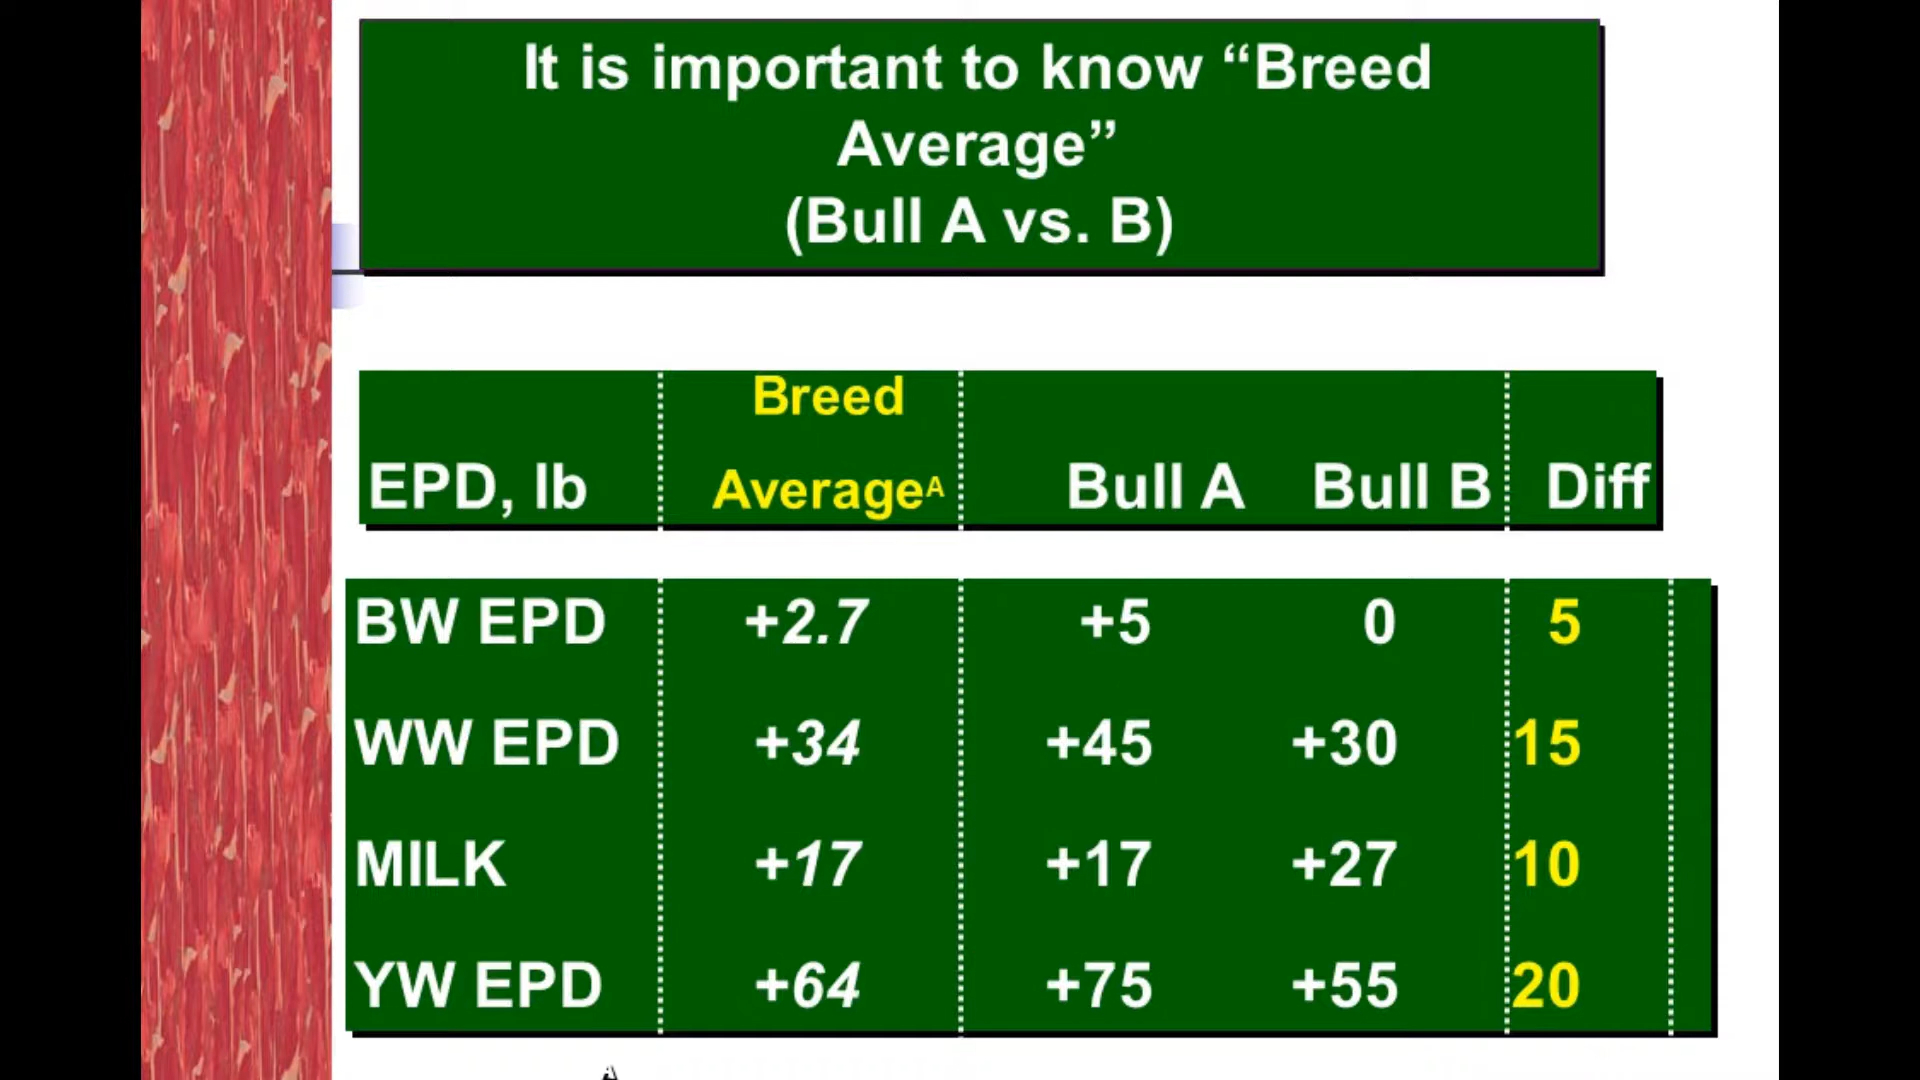 It is important to know “Breed
Average”
(Bull A vs. B)
Breed
EPD, lb AverageA Bull A Bull B Diff
BW EPD +2.7 +5 0 5
WW EPD +34 +45 +30 15
MILK +17 +17 +27 10
YW EPD +64 +75 +55 20
A